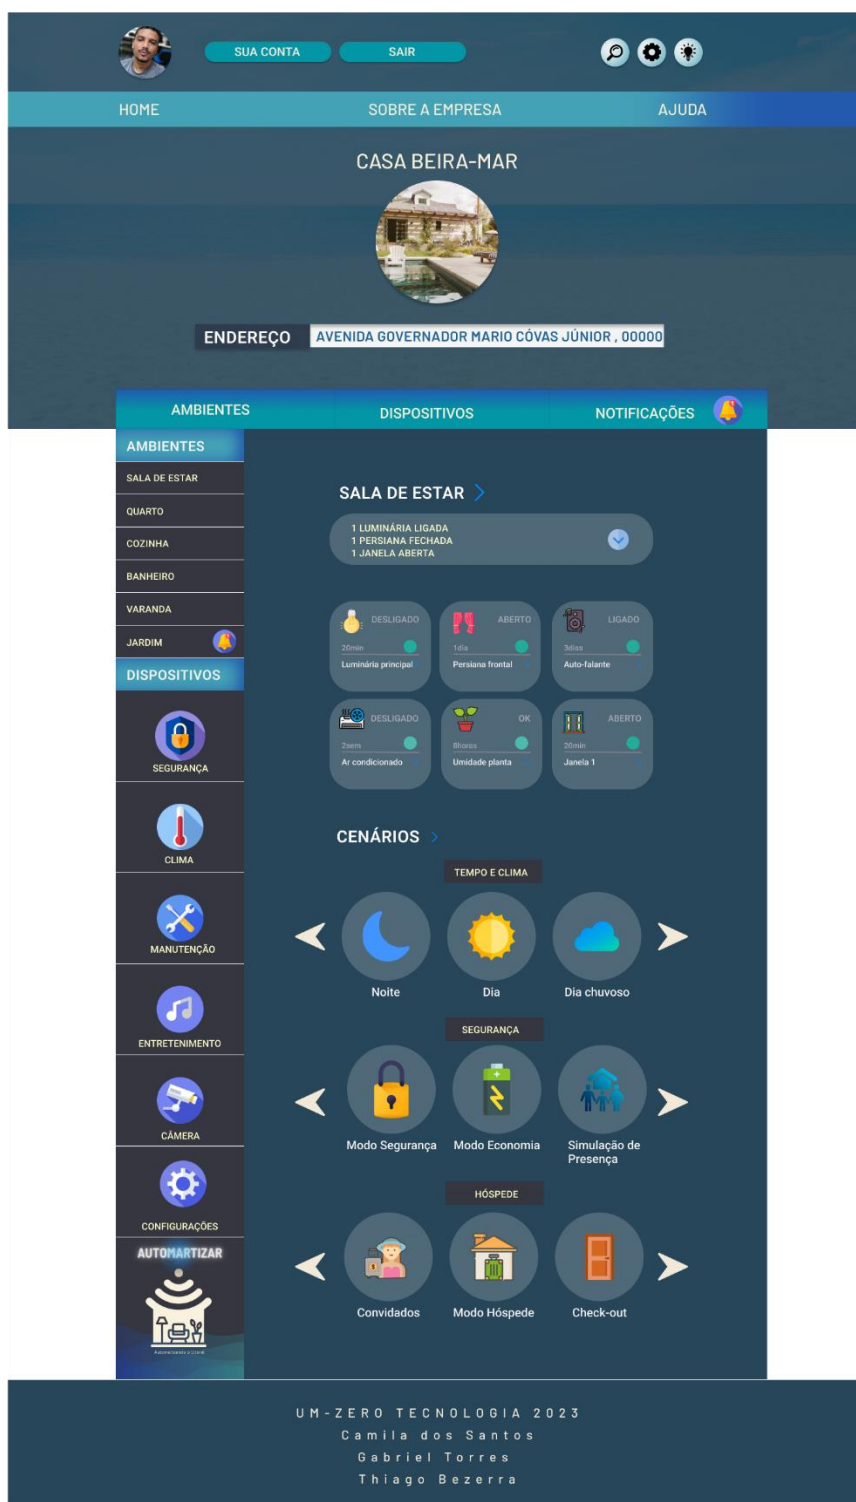 SUA CONTA
SAIR
HOME
SOBRE A EMPRESA
AJUDA
CASA BEIRA-MAR
ENDEREÇO
AVENIDA GOVERNADOR MARIO CÓVAS JÚNIOR , 00000
AMBIENTES
DISPOSITIVOS
NOTIFICAÇÕES
AMBIENTES
SALA DE ESTAR
QUARTO
COZINHA
BANHEIRO
VARANDA
JARDIM
DISPOSITIVOS
SEGURANÇA
CLIMA
MANUTENÇÃO
ENTRETENIMENTO
CÂMERA
CONFIGURAÇÕES
AUTOMARTIZAR
SALA DE ESTAR
1 LUMINÁRIA LIGADA
1 PERSIANA FECHADA
1 JANELA ABERTA
DESLIGADO
20min
Luminária principal
ABERTO
1dia
Persiana frontal
LIGADO
3dias
Auto-falante
DESLIGADO
2sem
Ar condicionado
OK
8horas
Umidade planta
ABERTO
20min
Janela 1
CENÁRIOS
TEMPO E CLIMA
Noite
Dia
Dia chuvoso
SEGURANÇA
Modo Segurança
Modo Economia
Simulação de
Presença
HÓSPEDE
Convidados
Modo Hóspede
Check-out
UM-ZERO TECNOLOGIA 2023
Camila dos Santos
Gabriel Torres
Thiago Bezerra